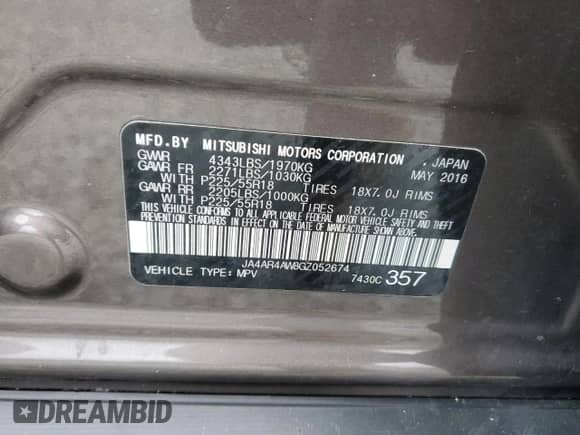 MFD.BY MITSUBISHI MOTORS CORPORATION , JAPAN
GVWR 4343LBS/1970KG MAY 2016
GAWR FR 2271LBS/1030KG
WITH P225/55R18 TIRES 18X7.0J RIMS
GAWR RR 2205LBS/1000KG
WITH P225/55R18 TIRES 18X7.0J RIMS
THIS VEHICLE CONFORMS TO ALL APPLICABLE FEDERAL MOTOR VEHICLE SAFETY AND THEFT
PREVENTION STANDARDS IN EFFECT ON THE DATE OF MANUFACTURE SHOWN ABOVE.
JA4AR4AW8GZ052674
VEHICLE TYPE: MPV 7430C 357
DREAMBID